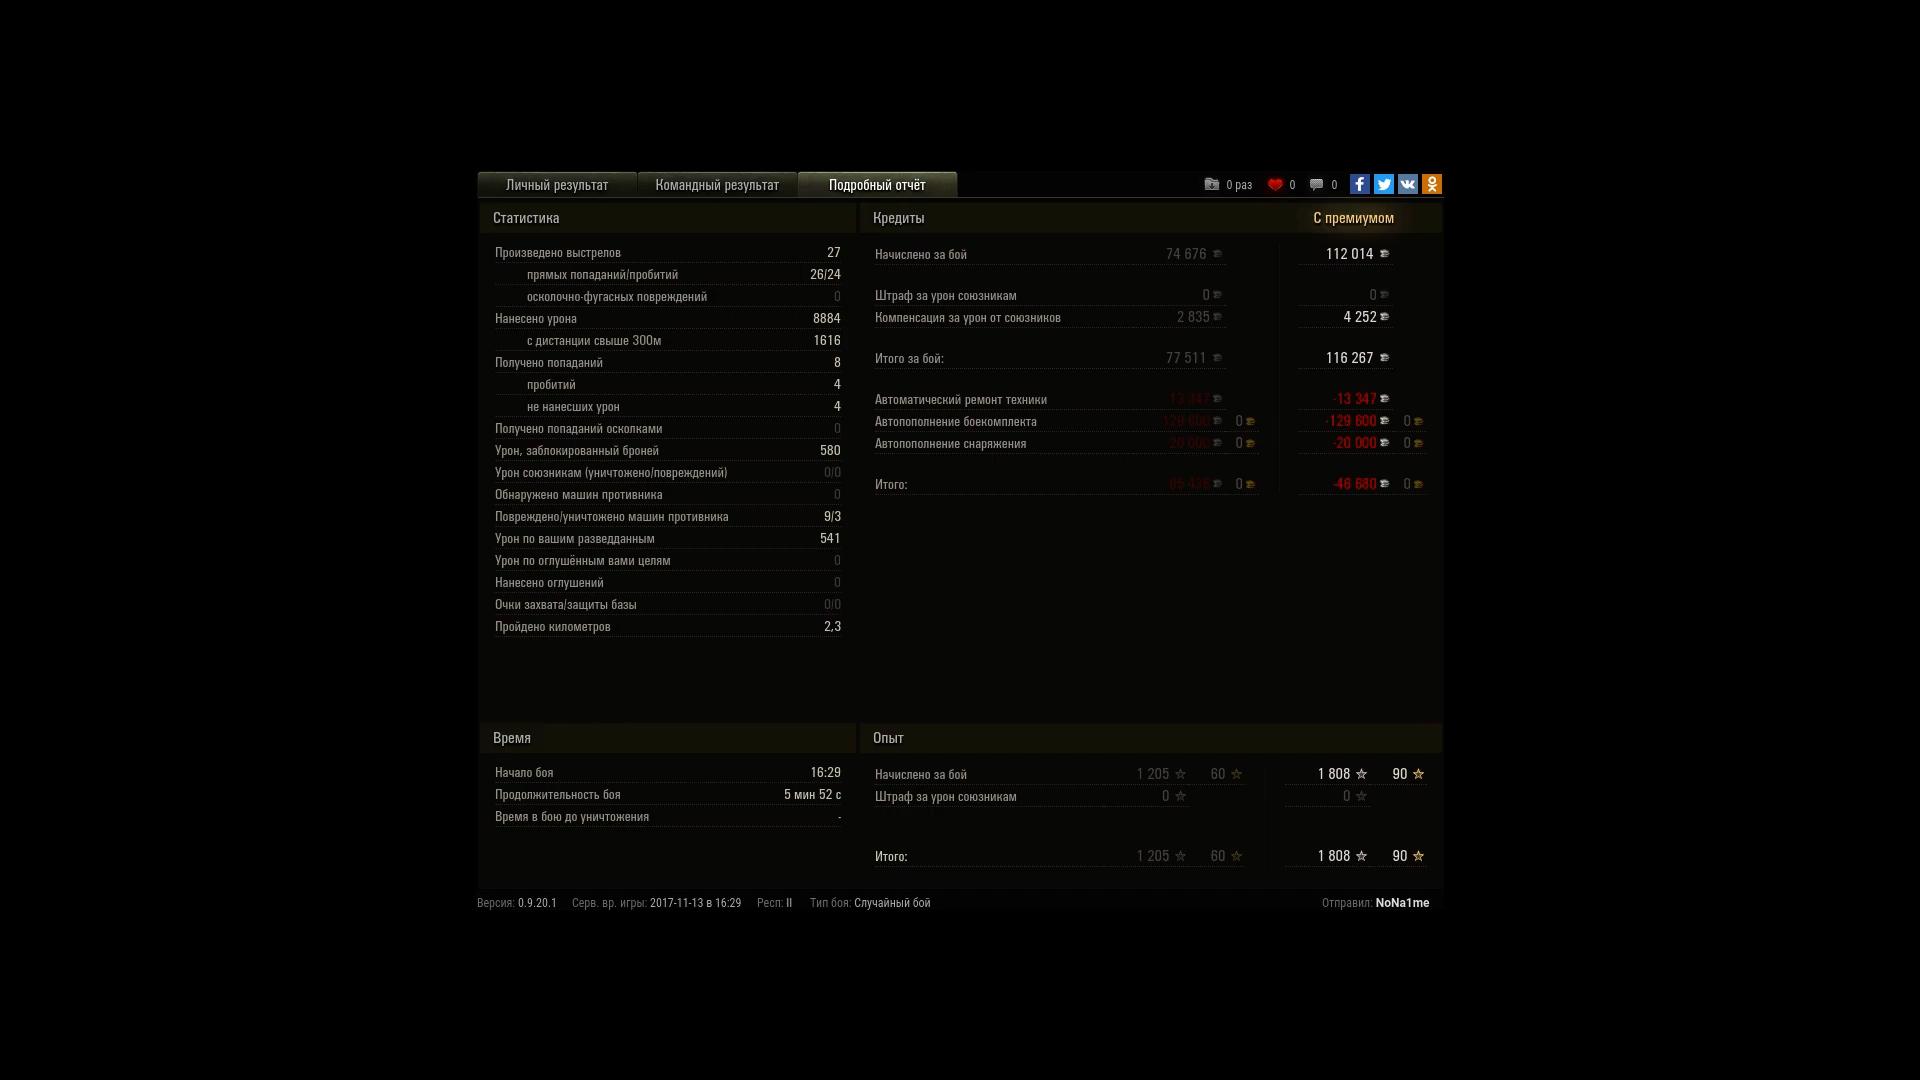 Личный результат Командный результат Подробный отчёт 0 раз 0 0
Статистика
Произведено выстрелов 27
прямых попаданий/пробитий 26/24
осколочно-фугасных повреждений 0
Нанесено урона 8884
с дистанции свыше 300м 1616
Получено попаданий 8
пробитий 4
не нанесших урон 4
Получено попаданий осколками 0
Урон, заблокированный броней 580
Урон союзникам (уничтожено/повреждений) 0/0
Обнаружено машин противника 0
Повреждено/уничтожено машин противника 9/3
Урон по вашим разведданным 541
Урон по оглушённым вами целям 0
Нанесено оглушений 0
Очки захвата/защиты базы 0/0
Пройдено километров 2,3
Кредиты С премиумом
Начислено за бой 74 676 112 014
Штраф за урон союзникам 0 0
Компенсация за урон от союзников 2 835 4 252
Итого за бой: 77 511 116 267
Автоматический ремонт техники -13 347
Автопополнение боекомплекта 0 -129 600 0
Автопополнение снаряжения 0 -20 000 0
Итого: 0 -46 680 0
Время
Начало боя 16:29
Продолжительность боя 5 мин 52 с
Время в бою до уничтожения -
Опыт
Начислено за бой 1 205 60 1 808 90
Штраф за урон союзникам 0 0
Итого: 1 205 60 1 808 90
Версия: 0.9.20.1 Серв. вр. игры: 2017-11-13 в 16:29 Респ: II Тип боя: Случайный бой Отправил: NoNa1me